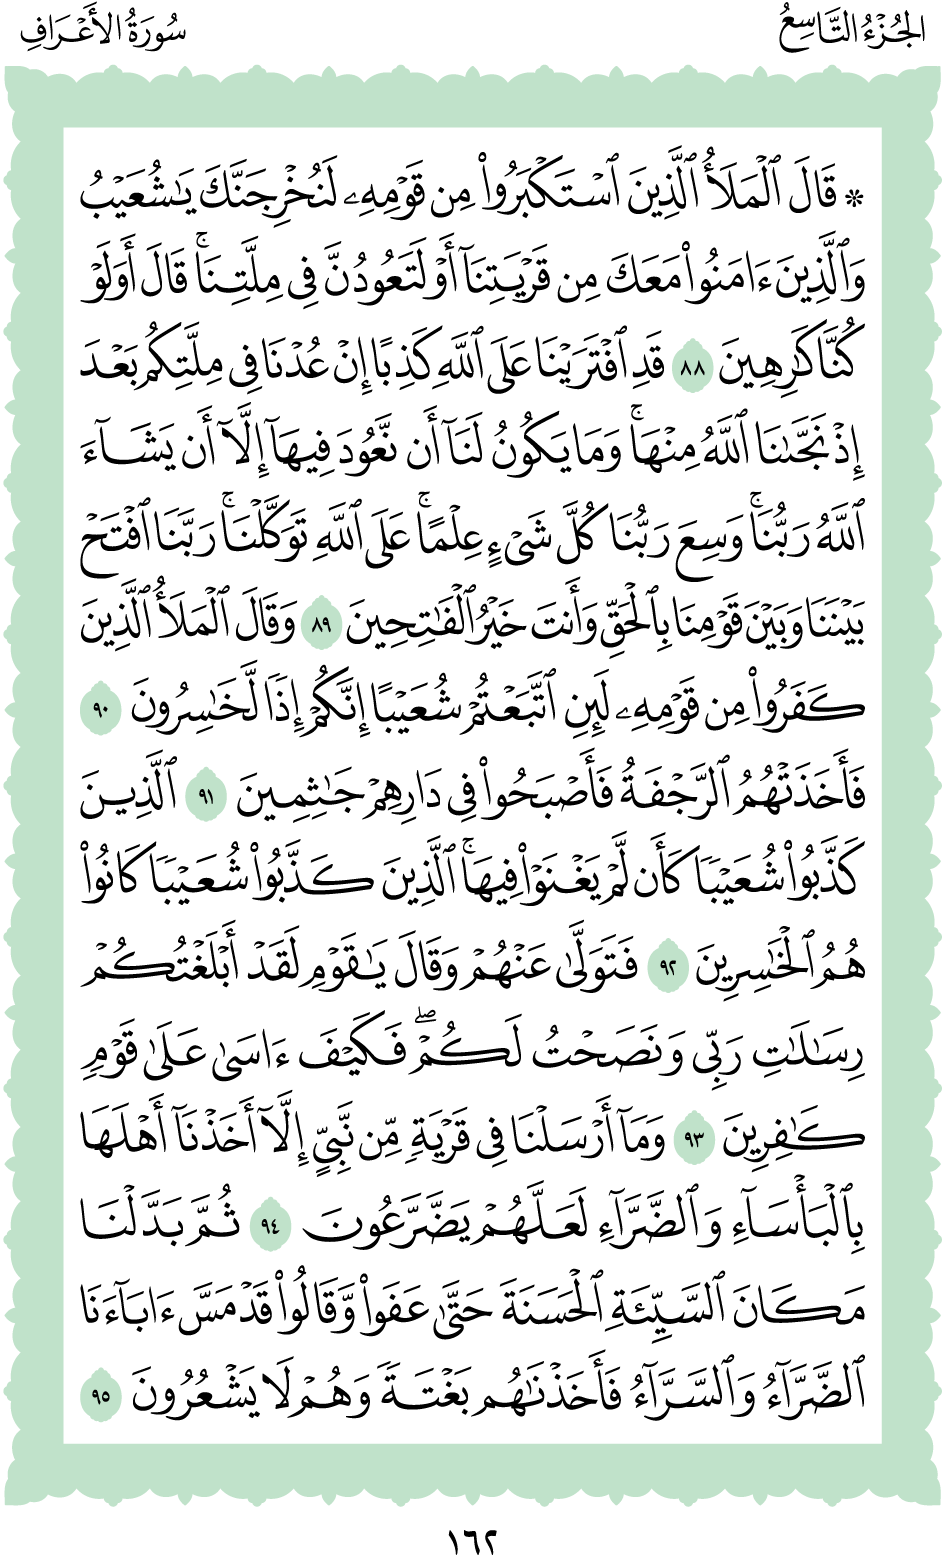 الجُزْءُ التَّاسِعُ
سُورَةُ الأَعْرَافِ
۞ قَالَ ٱلْمَلَأُ ٱلَّذِينَ ٱسْتَكْبَرُوا۟ مِن قَوْمِهِۦ لَنُخْرِجَنَّكَ يَٰشُعَيْبُ
وَٱلَّذِينَ ءَامَنُوا۟ مَعَكَ مِن قَرْيَتِنَآ أَوْ لَتَعُودُنَّ فِى مِلَّتِنَا ۚ قَالَ أَوَلَوْ
كُنَّا كَٰرِهِينَ ٨٨ قَدِ ٱفْتَرَيْنَا عَلَى ٱللَّهِ كَذِبًا إِنْ عُدْنَا فِى مِلَّتِكُم بَعْدَ
إِذْ نَجَّىٰنَا ٱللَّهُ مِنْهَا ۚ وَمَا يَكُونُ لَنَآ أَن نَّعُودَ فِيهَآ إِلَّآ أَن يَشَآءَ
ٱللَّهُ رَبُّنَا ۚ وَسِعَ رَبُّنَا كُلَّ شَىْءٍ عِلْمًا ۚ عَلَى ٱللَّهِ تَوَكَّلْنَا ۚ رَبَّنَا ٱفْتَحْ
بَيْنَنَا وَبَيْنَ قَوْمِنَا بِٱلْحَقِّ وَأَنتَ خَيْرُ ٱلْفَٰتِحِينَ ٨٩ وَقَالَ ٱلْمَلَأُ ٱلَّذِينَ
كَفَرُوا۟ مِن قَوْمِهِۦ لَئِنِ ٱتَّبَعْتُمْ شُعَيْبًا إِنَّكُمْ إِذًا لَّخَٰسِرُونَ ٩٠
فَأَخَذَتْهُمُ ٱلرَّجْفَةُ فَأَصْبَحُوا۟ فِى دَارِهِمْ جَٰثِمِينَ ٩١ ٱلَّذِينَ
كَذَّبُوا۟ شُعَيْبًا كَأَن لَّمْ يَغْنَوْا۟ فِيهَا ۚ ٱلَّذِينَ كَذَّبُوا۟ شُعَيْبًا كَانُوا۟
هُمُ ٱلْخَٰسِرِينَ ٩٢ فَتَوَلَّىٰ عَنْهُمْ وَقَالَ يَٰقَوْمِ لَقَدْ أَبْلَغْتُكُمْ
رِسَٰلَٰتِ رَبِّى وَنَصَحْتُ لَكُمْ ۖ فَكَيْفَ ءَاسَىٰ عَلَىٰ قَوْمٍ
كَٰفِرِينَ ٩٣ وَمَآ أَرْسَلْنَا فِى قَرْيَةٍ مِّن نَّبِىٍّ إِلَّآ أَخَذْنَآ أَهْلَهَا
بِٱلْبَأْسَآءِ وَٱلضَّرَّآءِ لَعَلَّهُمْ يَضَّرَّعُونَ ٩٤ ثُمَّ بَدَّلْنَا
مَكَانَ ٱلسَّيِّئَةِ ٱلْحَسَنَةَ حَتَّىٰ عَفَوا۟ وَّقَالُوا۟ قَدْ مَسَّ ءَابَآءَنَا
ٱلضَّرَّآءُ وَٱلسَّرَّآءُ فَأَخَذْنَٰهُم بَغْتَةً وَهُمْ لَا يَشْعُرُونَ ٩٥
١٦٢